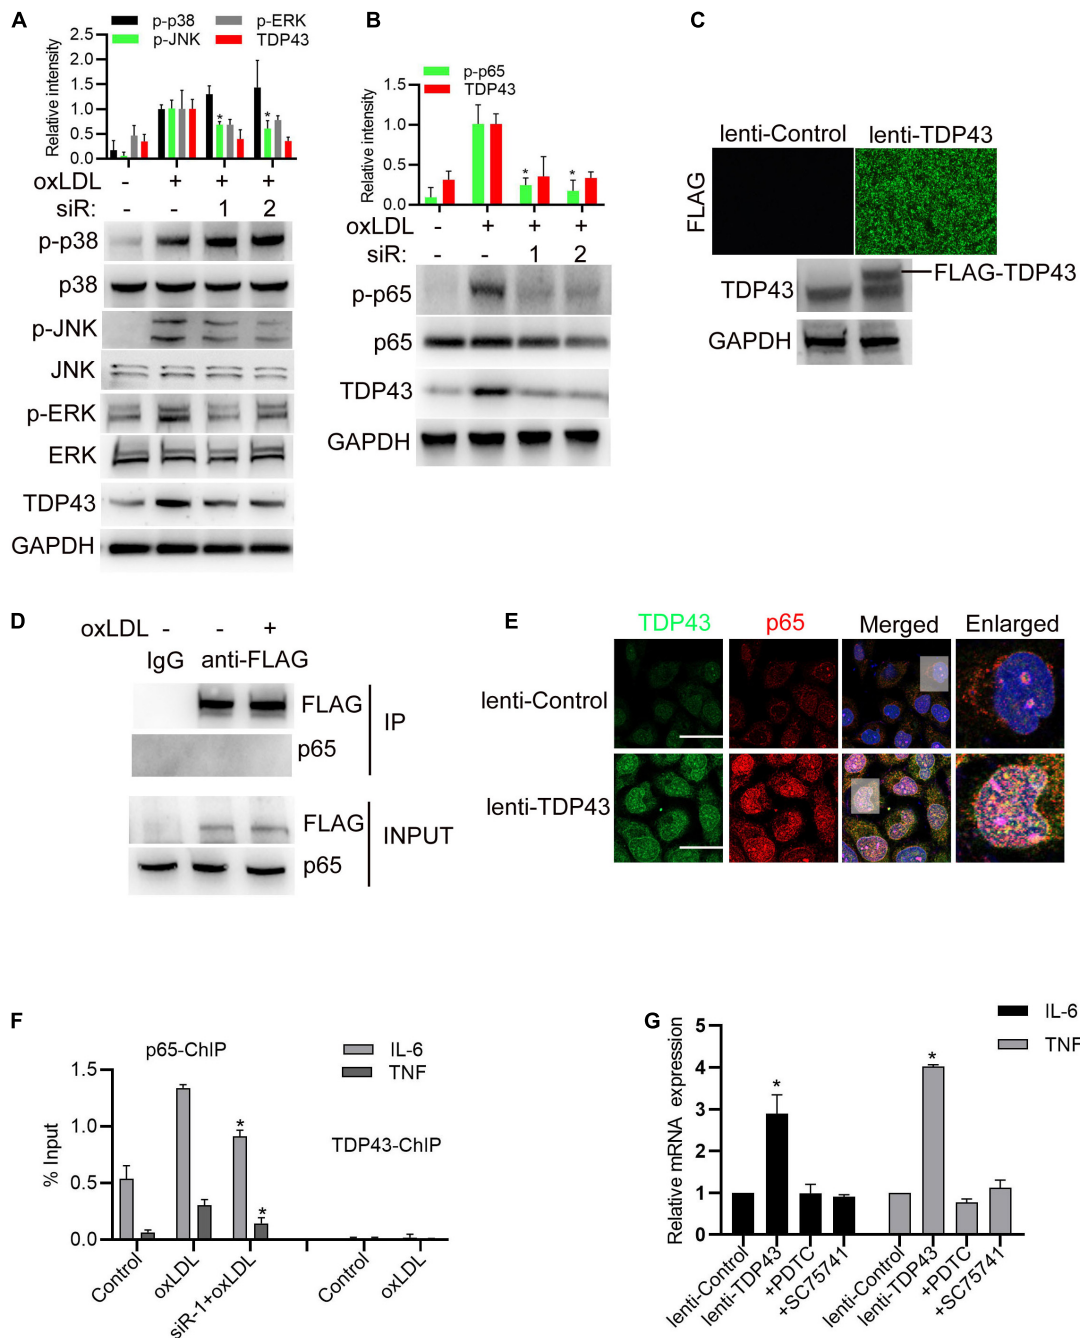 A
p-p38
p-ERK
p-JNK
TDP43
Relative intensity
2.5
2.0
1.5
1.0
0.5
0.0
* *
oxLDL - + + +
siR: - - 1 2
p-p38
p38
p-JNK
JNK
p-ERK
ERK
TDP43
GAPDH
B
p-p65
TDP43
Relative intensity
1.5
1.0
0.5
0.0
* *
oxLDL - + + +
siR: - - 1 2
p-p65
p65
TDP43
GAPDH
C
lenti-Control lenti-TDP43
FLAG
TDP43
FLAG-TDP43
GAPDH
D
oxLDL - - +
IgG anti-FLAG
FLAG
p65
IP
FLAG
p65
INPUT
E
TDP43 p65 Merged Enlarged
lenti-Control
lenti-TDP43
F
p65-ChIP
IL-6
TNF
TDP43-ChIP
% Input
1.5
1.0
0.5
0.0
* *
Control
oxLDL
siR-1+oxLDL
Control
oxLDL
G
IL-6
TNF
Relative mRNA expression
5
4
3
2
1
0
* *
lenti-Control
lenti-TDP43
+PDTC
+SC75741
lenti-Control
lenti-TDP43
+PDTC
+SC75741